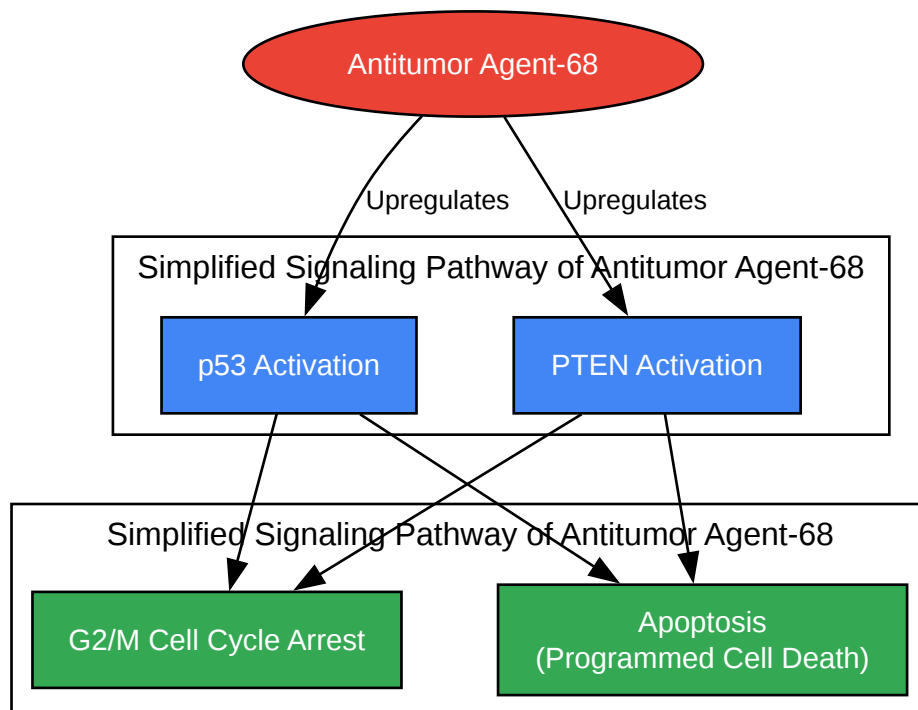 Antitumor Agent-68
Upregulates
Upregulates
Simplified Signaling Pathway of Antitumor Agent-68
p53 Activation
PTEN Activation
Simplified Signaling Pathway of Antitumor Agent-68
G2/M Cell Cycle Arrest
Apoptosis
(Programmed Cell Death)